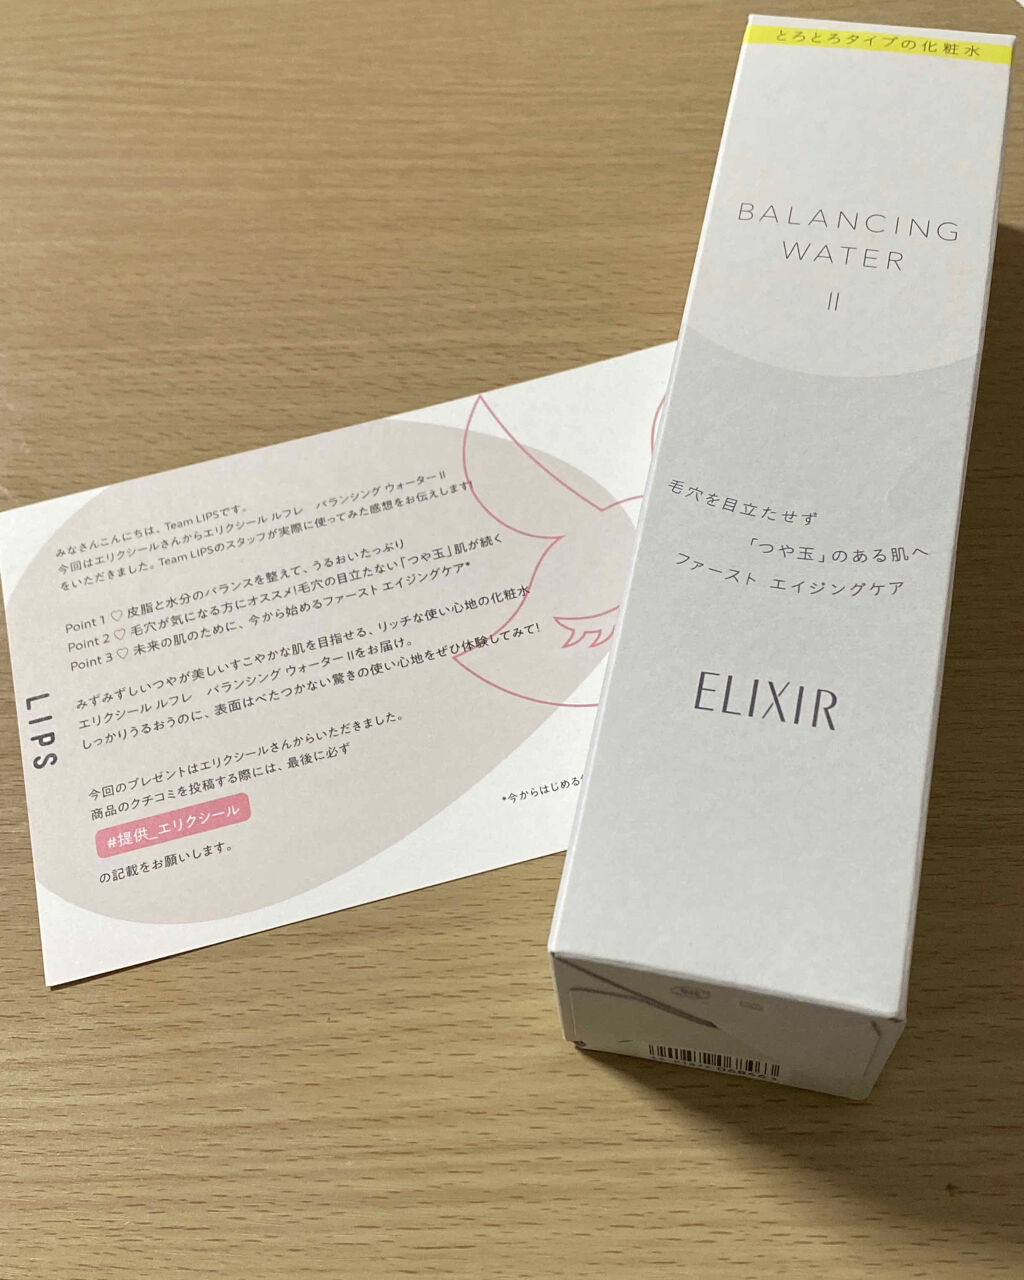 とろとろタイプの化粧水
BALANCING
WATER
II
毛穴を目立たせず
「つや玉」のある肌へ
ファースト エイジングケア
ELIXIR
みなさんこんにちは、Team LIPSです。
今回はエリクシールさんからエリクシール ルフレ バランシング ウォーター II
をいただきました。Team LIPSのスタッフが実際に使ってみた感想をお伝えします!
Point 1 ♡ 皮脂と水分のバランスを整えて、うるおいたっぷり
Point 2 ♡ 毛穴が気になる方にオススメ!毛穴の目立たない「つや玉」肌が続く
Point 3 ♡ 未来の肌のために、今から始めるファースト エイジングケア*
みずみずしいつやが美しいすこやかな肌を目指せる、リッチな使い心地の化粧水
エリクシール ルフレ バランシング ウォーター IIをお届け。
しっかりうるおうのに、表面はべたつかない驚きの使い心地をぜひ体験してみて!
今回のプレゼントはエリクシールさんからいただきました。
商品のクチコミを投稿する際には、最後に必ず
#提供_エリクシール
の記載をお願いします。
*今からはじめる
LIPS